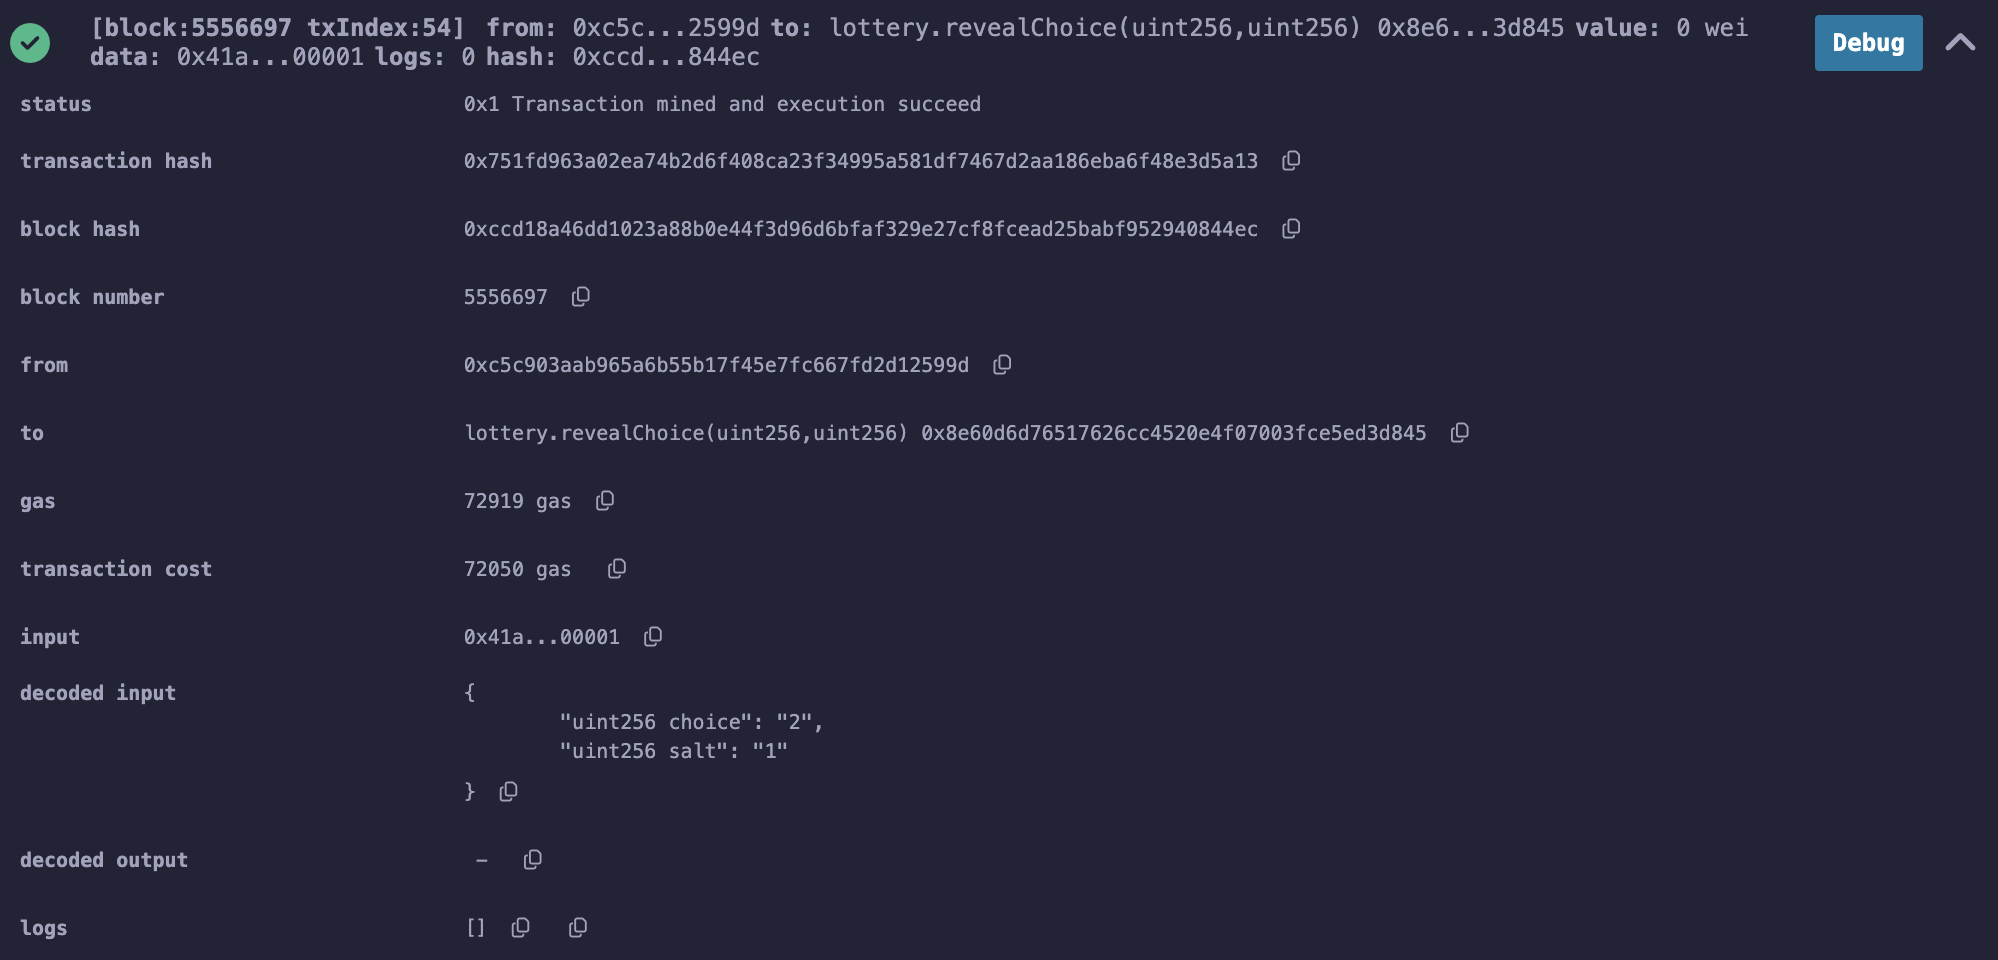 [block:5556697 txIndex:54] from: 0xc5c...2599d to: lottery.revealChoice(uint256,uint256) 0x8e6...3d845 value: 0 wei
data: 0x41a...00001 logs: 0 hash: 0xccd...844ec
Debug
status 0x1 Transaction mined and execution succeed
transaction hash 0x751fd963a02ea74b2d6f408ca23f34995a581df7467d2aa186eba6f48e3d5a13
block hash 0xccd18a46dd1023a88b0e44f3d96d6bfaf329e27cf8fcead25babf952940844ec
block number 5556697
from 0xc5c903aab965a6b55b17f45e7fc667fd2d12599d
to lottery.revealChoice(uint256,uint256) 0x8e60d6d76517626cc4520e4f07003fce5ed3d845
gas 72919 gas
transaction cost 72050 gas
input 0x41a...00001
decoded input {
"uint256 choice": "2",
"uint256 salt": "1"
}
decoded output -
logs []